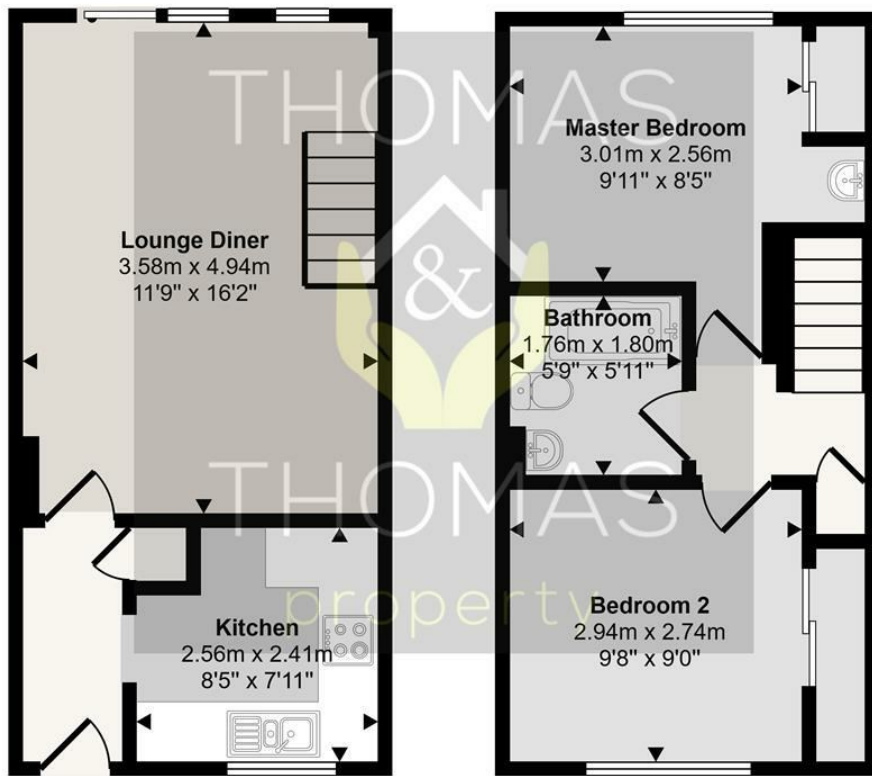 THOMAS
&
THOMAS
property
Lounge Diner
3.58m x 4.94m
11'9" x 16'2"
Kitchen
2.56m x 2.41m
8'5" x 7'11"
Master Bedroom
3.01m x 2.56m
9'11" x 8'5"
Bathroom
1.76m x 1.80m
5'9" x 5'11"
Bedroom 2
2.94m x 2.74m
9'8" x 9'0"